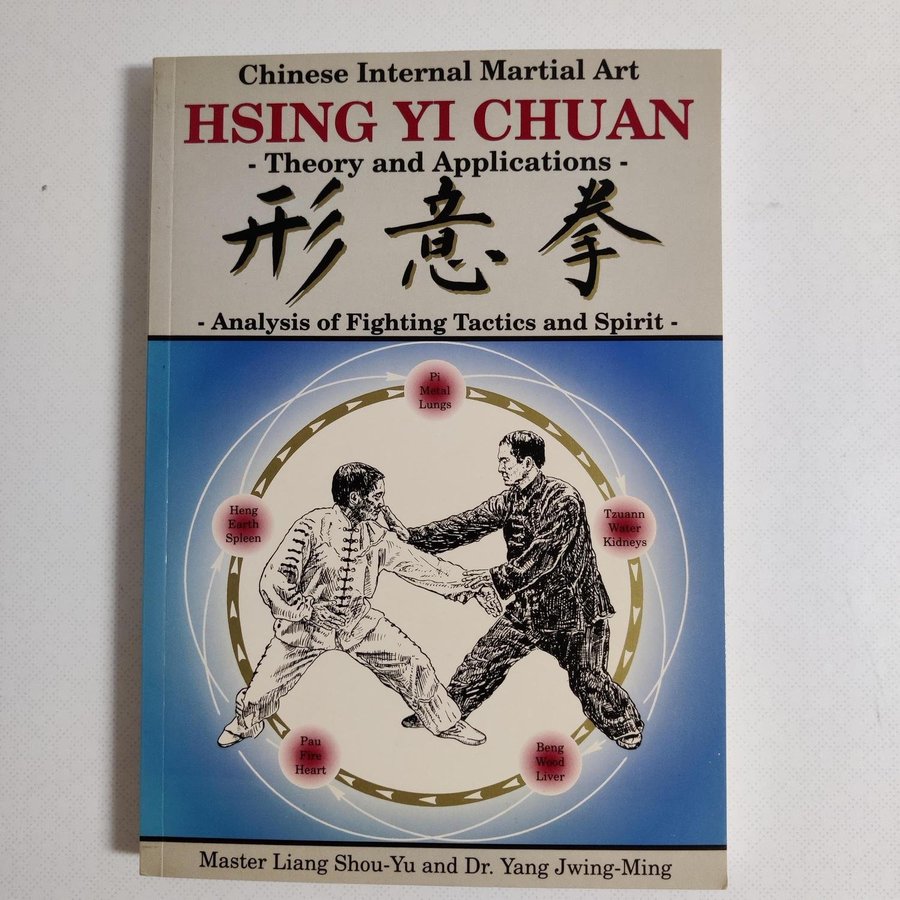 Chinese Internal Martial Art
HSING YI CHUAN
- Theory and Applications -
形意拳
- Analysis of Fighting Tactics and Spirit -
Pi
Metal
Lungs
Heng
Earth
Spleen
Tzuann
Water
Kidneys
Pau
Fire
Heart
Beng
Wood
Liver
Master Liang Shou-Yu and Dr. Yang Jwing-Ming